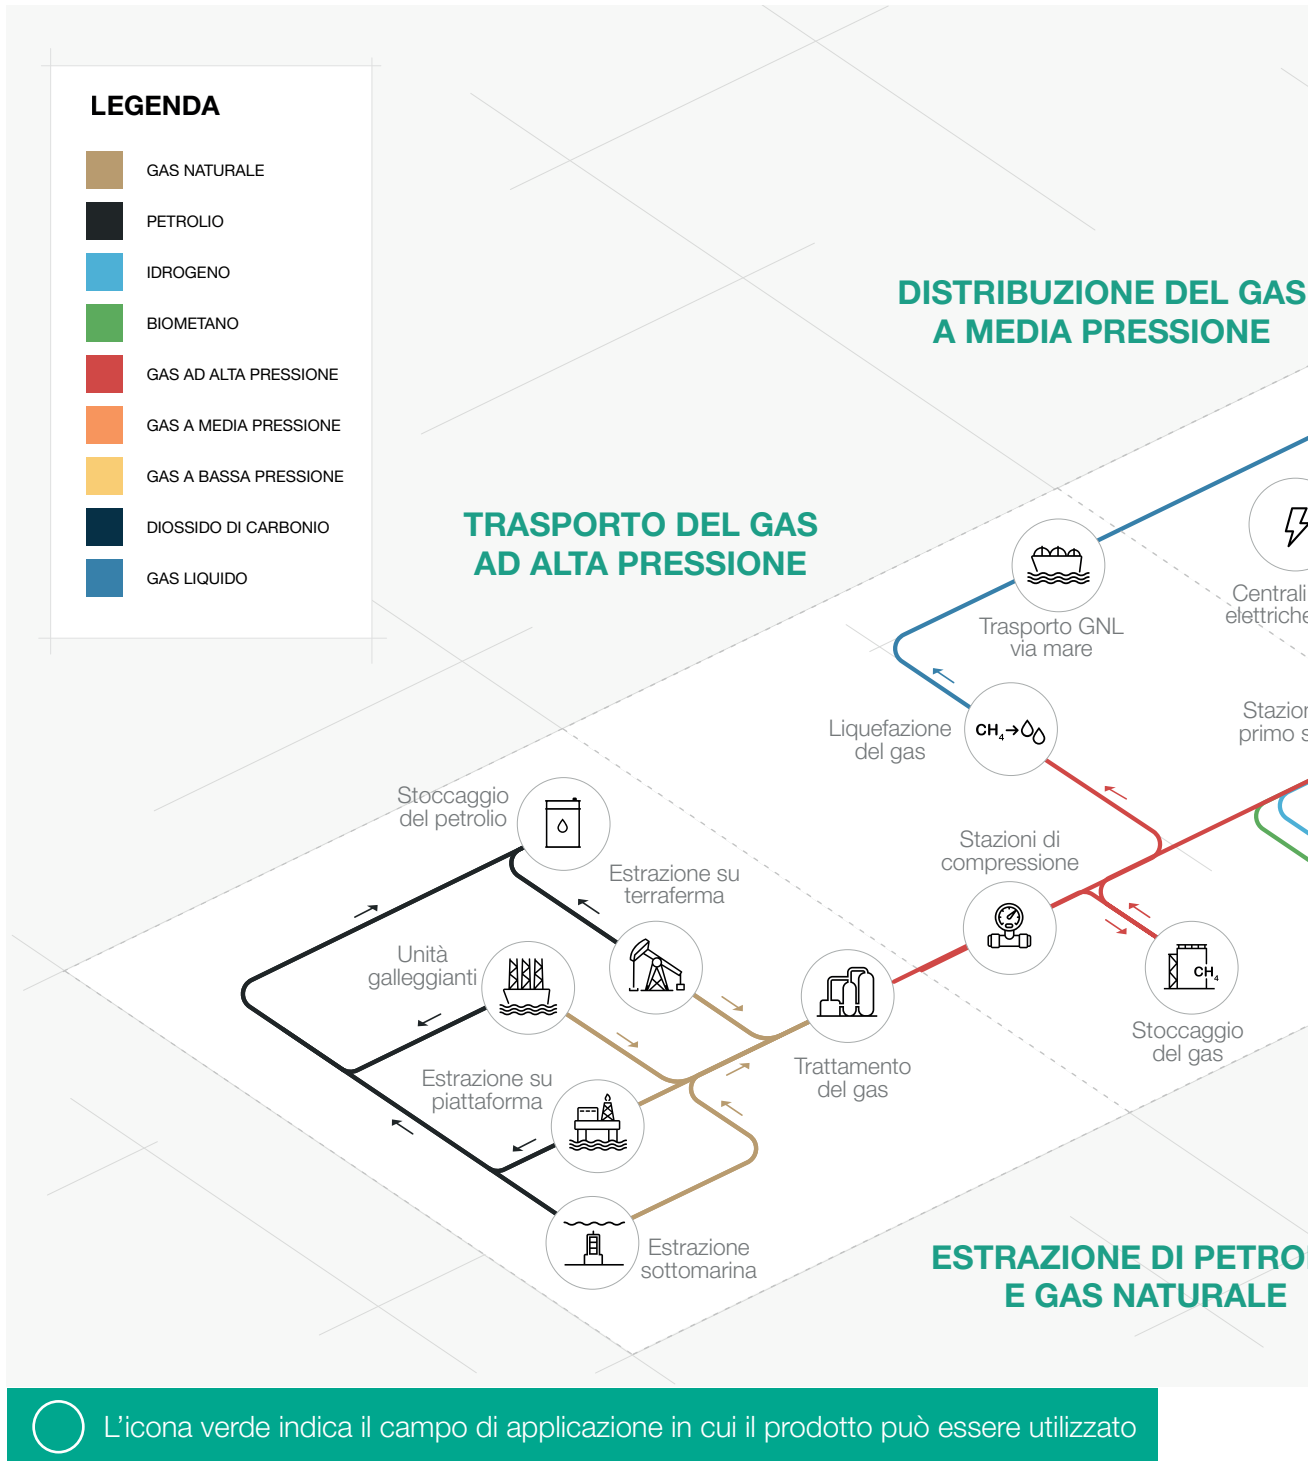 LEGENDA
GAS NATURALE
PETROLIO
IDROGENO
BIOMETANO
GAS AD ALTA PRESSIONE
GAS A MEDIA PRESSIONE
GAS A BASSA PRESSIONE
DIOSSIDO DI CARBONIO
GAS LIQUIDO
DISTRIBUZIONE DEL GAS
A MEDIA PRESSIONE
TRASPORTO DEL GAS
AD ALTA PRESSIONE
Centrali
elettriche
Trasporto GNL
via mare
Liquefazione
del gas
CH₄→
Stazion
primo s
Stoccaggio
del petrolio
Stazioni di
compressione
Estrazione su
terraferma
Unità
galleggianti
CH₄
Stoccaggio
del gas
Trattamento
del gas
Estrazione su
piattaforma
Estrazione
sottomarina
ESTRAZIONE DI PETRO
E GAS NATURALE
L'icona verde indica il campo di applicazione in cui il prodotto può essere utilizzato